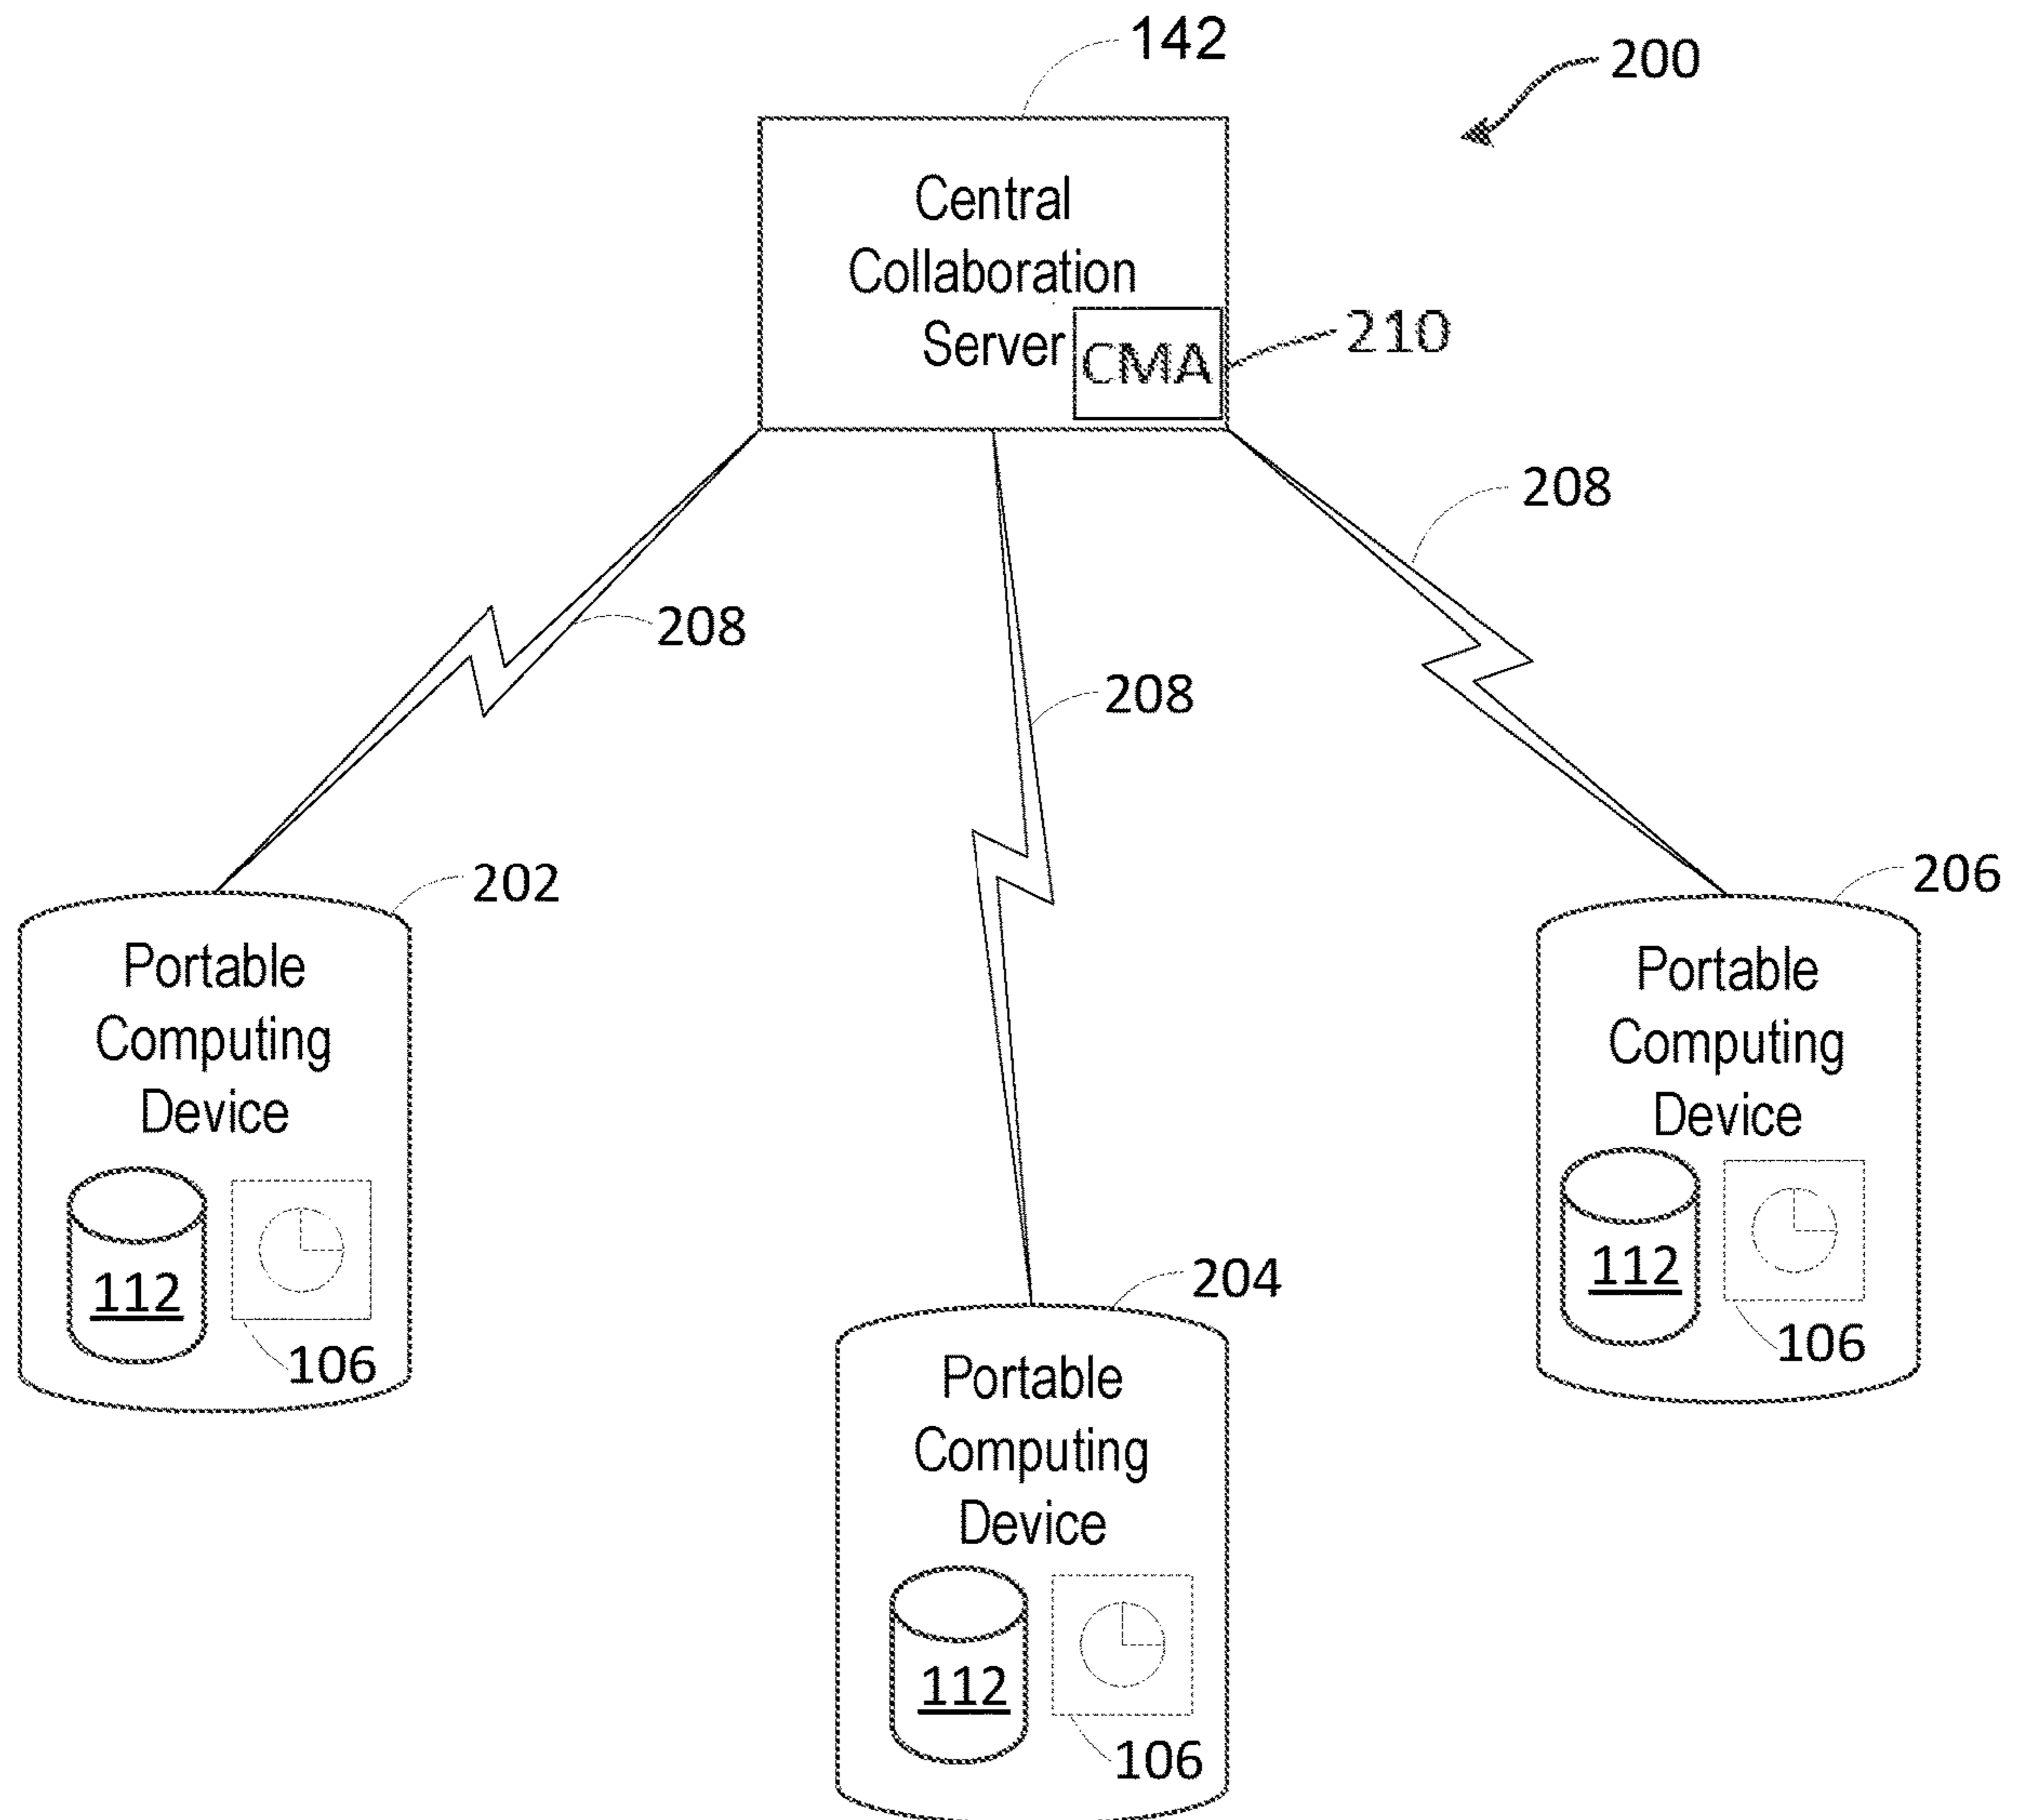 142
200
Central
Collaboration
Server
CMA
210
208
208
208
202
206
Portable
Computing
Device
112
106
Portable
Computing
Device
112
106
204
Portable
Computing
Device
112
106